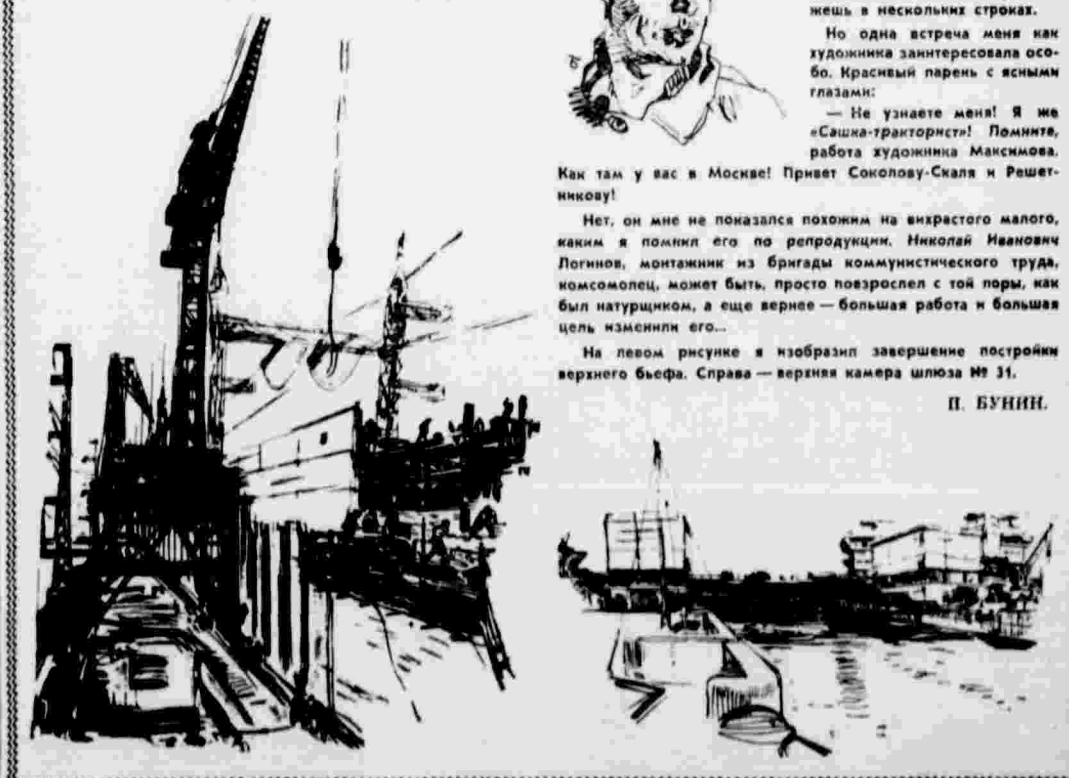 жешь в нескольких строках.
Но одна встреча меня как
художника заинтересовала осо-
бо. Красивый парень с ясными
глазами:
— Не узнаете меня! Я же
«Сашка-тракторист»! Помните,
работа художника Максимова.
Как там у вас в Москве! Привет Соколову-Скаля и Решет-
никову!
Нет, он мне не показался похожим на вихрастого малого,
каким я помнил его по репродукции. Николай Иванович
Логинов, монтажник из бригады коммунистического труда,
комсомолец, может быть, просто повзрослел с той поры, как
был натурщиком, а еще вернее — большая работа и большая
цель изменили его...
На левом рисунке я изобразил завершение постройки
верхнего бьефа. Справа — верхняя камера шлюза № 31.
П. БУНИН.